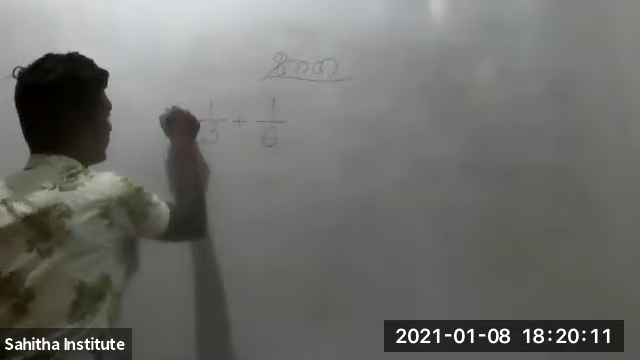 භාග
1/3 + 1/6
Sahitha Institute
2021-01-08 18:20:11